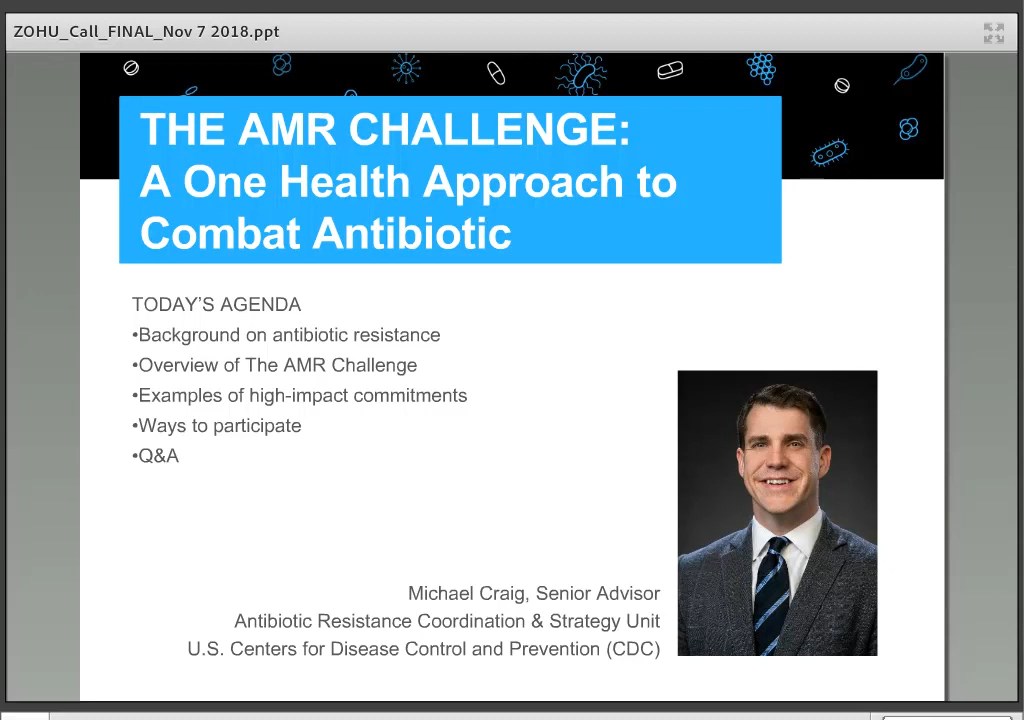 ZOHU_Call_FINAL_Nov 7 2018.ppt
THE AMR CHALLENGE:
A One Health Approach to
Combat Antibiotic
TODAY’S AGENDA
•Background on antibiotic resistance
•Overview of The AMR Challenge
•Examples of high-impact commitments
•Ways to participate
•Q&A
Michael Craig, Senior Advisor
Antibiotic Resistance Coordination & Strategy Unit
U.S. Centers for Disease Control and Prevention (CDC)